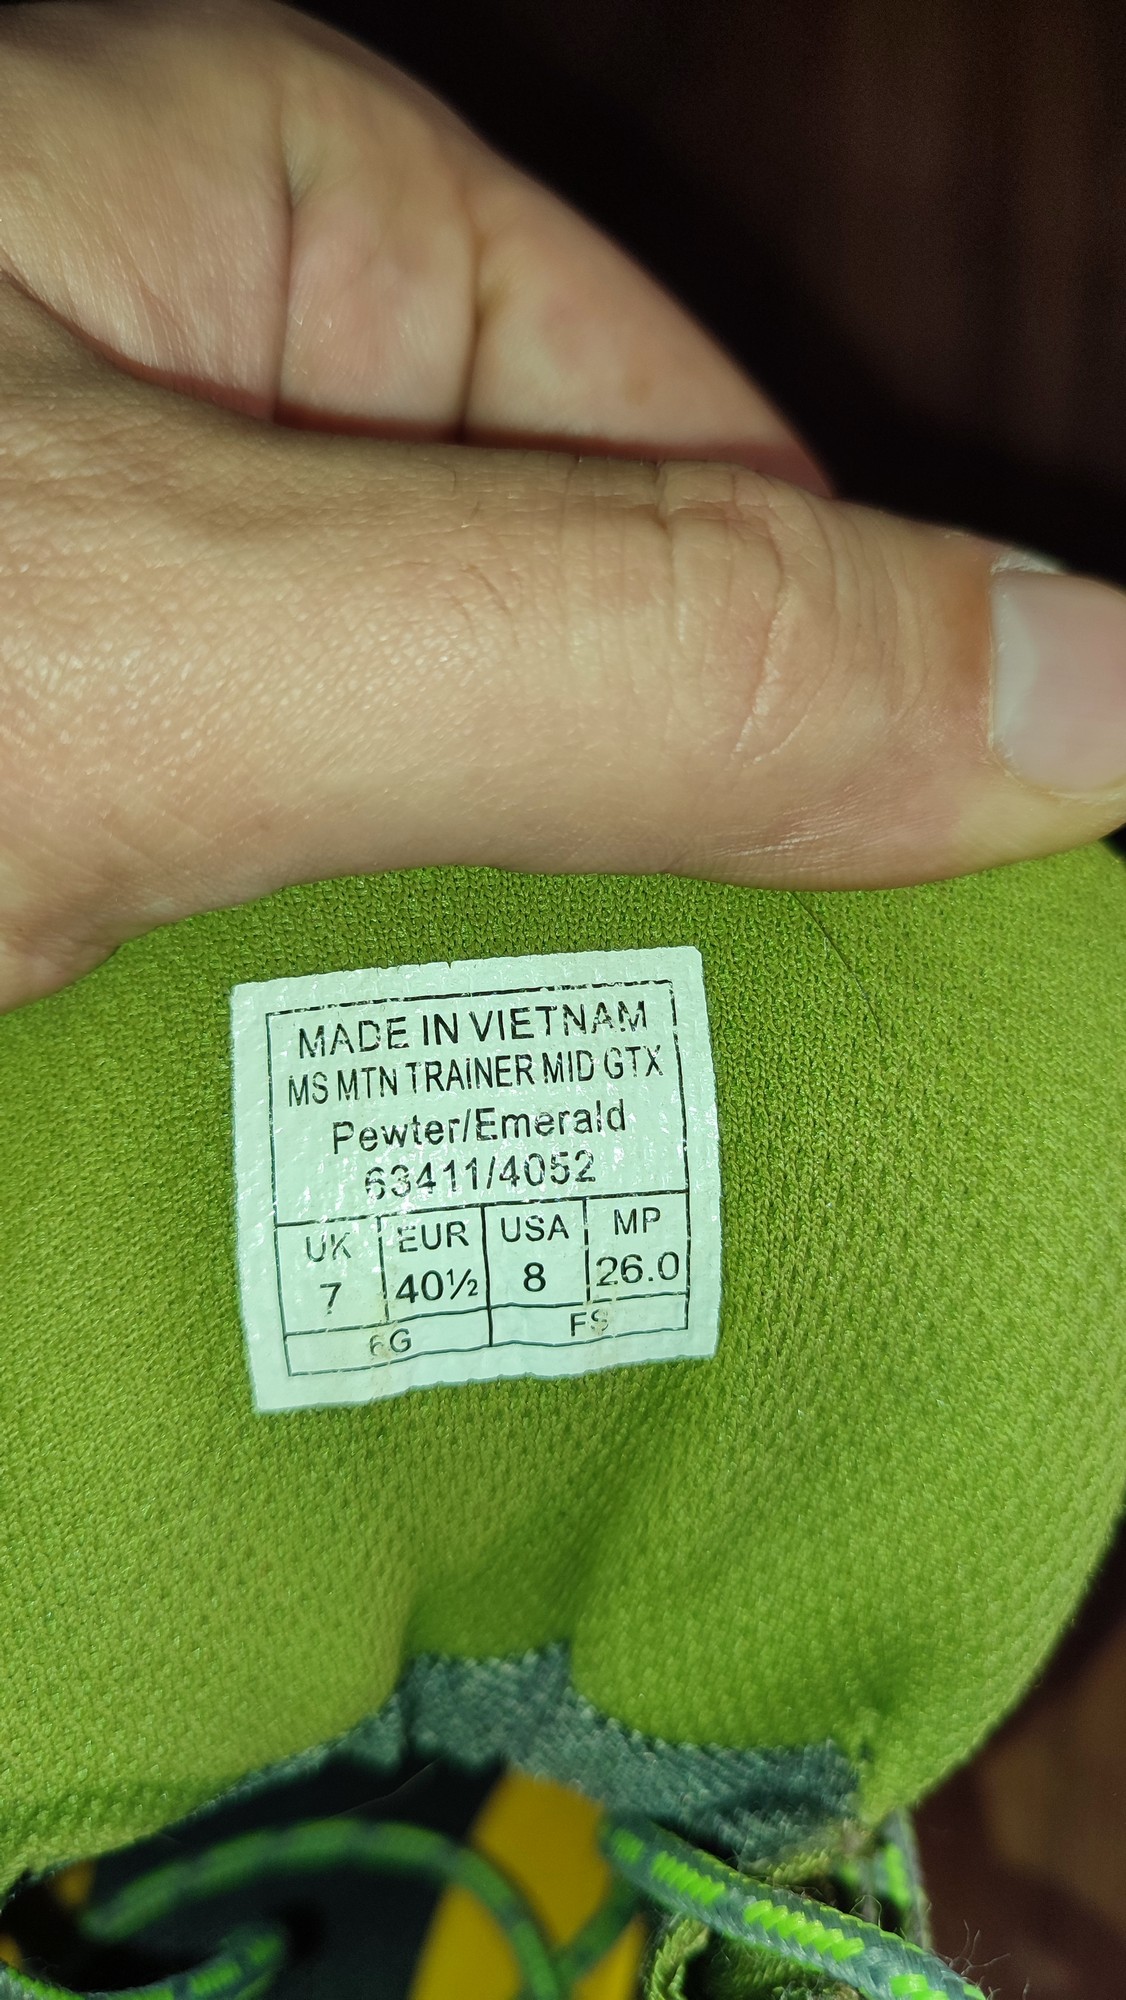 MADE IN VIETNAM
MS MTN TRAINER MID GTX
Pewter/Emerald
63411/4052
UK EUR USA MP
7 40½ 8 26.0
6G FS